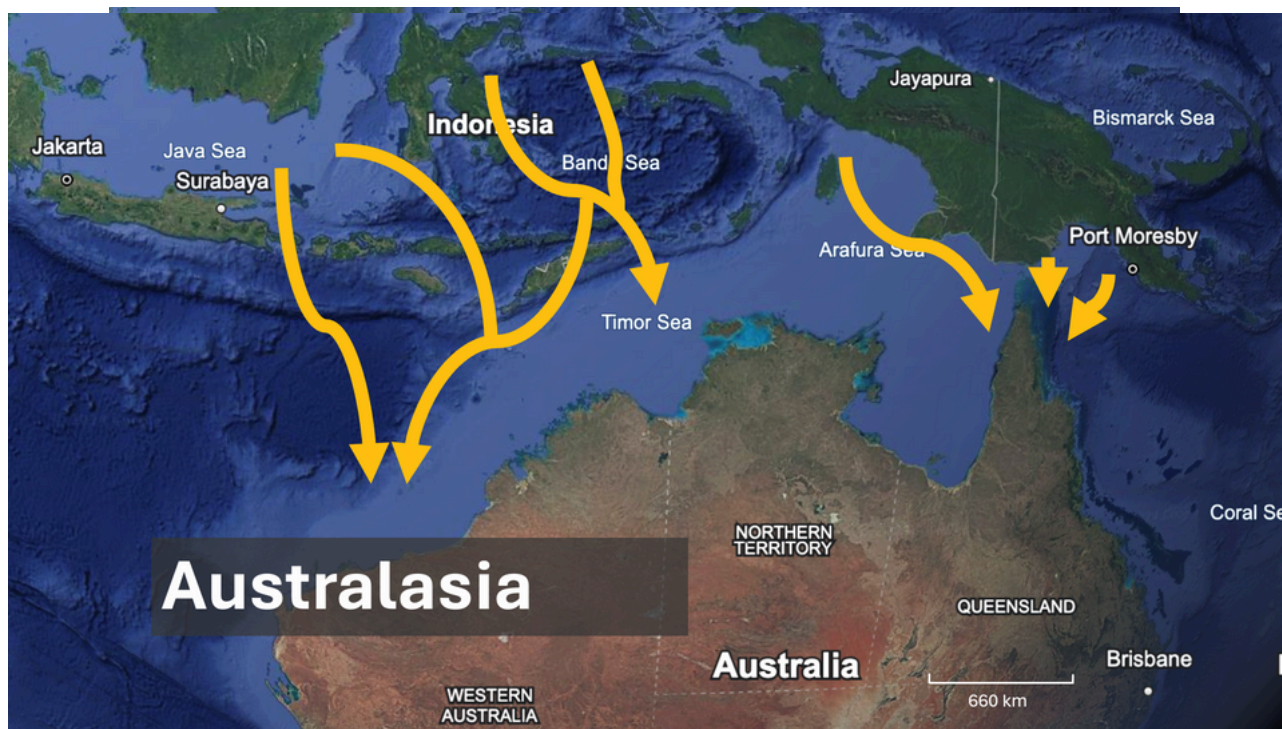 Jayapura
Bismarck Sea
Indonesia
Jakarta
Java Sea
Banda Sea
Surabaya
Port Moresby
Arafura Sea
Timor Sea
Coral Se
NORTHERN
TERRITORY
Australasia
QUEENSLAND
Australia
Brisbane
WESTERN
AUSTRALIA
660 km